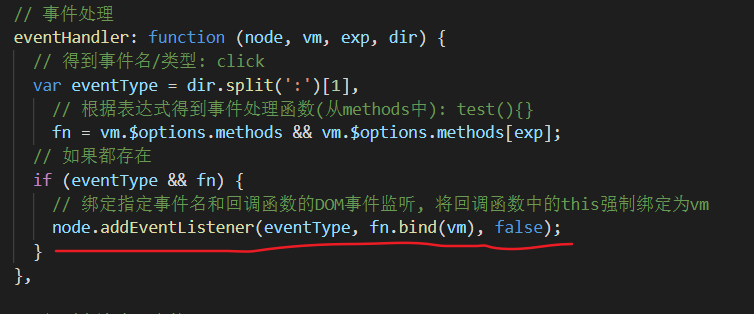 // 事件处理
eventHandler: function (node, vm, exp, dir) {
// 得到事件名/类型: click
var eventType = dir.split(':')[1],
// 根据表达式得到事件处理函数(从methods中): test(){}
fn = vm.$options.methods && vm.$options.methods[exp];
// 如果都存在
if (eventType && fn) {
// 绑定指定事件名和回调函数的DOM事件监听, 将回调函数中的this强制绑定为vm
node.addEventListener(eventType, fn.bind(vm), false);
}
},